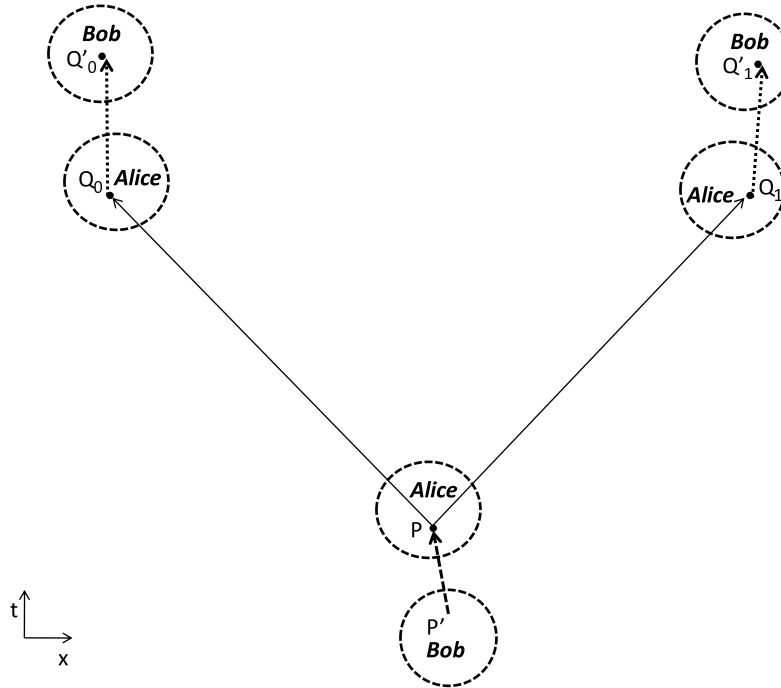 Bob
Q'₀
Bob
Q'₁
Q₀ Alice
Alice Q₁
Alice
P
P'
Bob
t
x